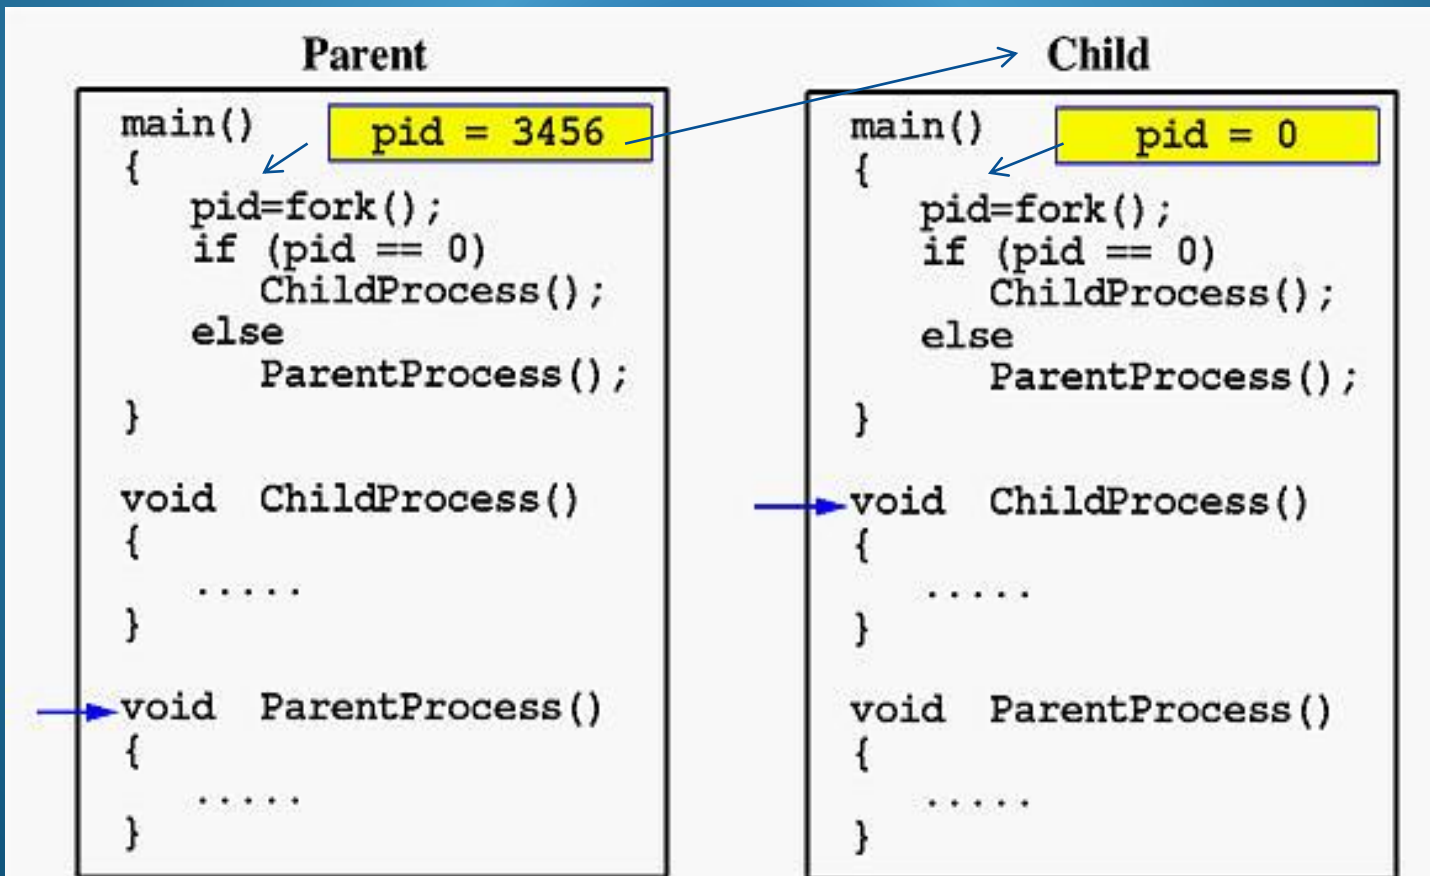 Parent
main()
pid = 3456
{
pid=fork();
if (pid == 0)
ChildProcess();
else
ParentProcess();
}
void ChildProcess()
{
.....
}
void ParentProcess()
{
.....
}
Child
main()
pid = 0
{
pid=fork();
if (pid == 0)
ChildProcess();
else
ParentProcess();
}
void ChildProcess()
{
.....
}
void ParentProcess()
{
.....
}